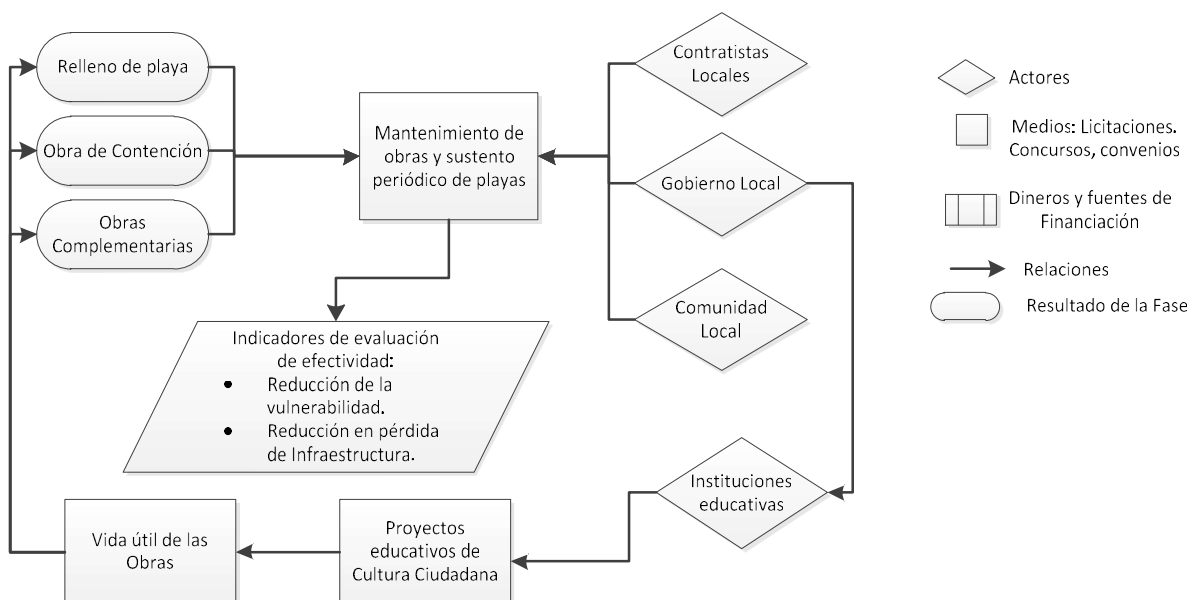 Relleno de playa
Obra de Contención
Obras
Complementarias
Mantenimiento de
obras y sustento
periódico de playas
Contratistas
Locales
Gobierno Local
Comunidad
Local
Indicadores de evaluación
de efectividad:
• Reducción de la
vulnerabilidad.
• Reducción en pérdida
de Infraestructura.
Instituciones
educativas
Proyectos
educativos de
Cultura Ciudadana
Vida útil de las
Obras
Actores
Medios: Licitaciones.
Concursos, convenios
Dineros y fuentes de
Financiación
Relaciones
Resultado de la Fase